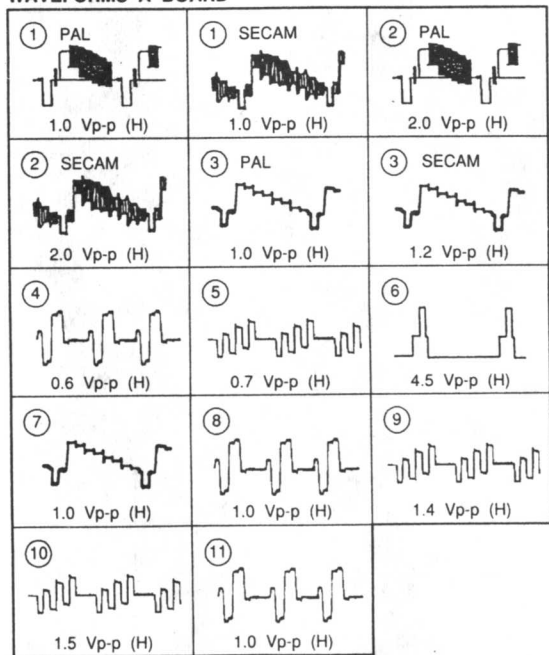 WAVEFORMS A BOARD
① PAL
1.0 Vp-p (H)
① SECAM
1.0 Vp-p (H)
② PAL
2.0 Vp-p (H)
② SECAM
2.0 Vp-p (H)
③ PAL
1.0 Vp-p (H)
③ SECAM
1.2 Vp-p (H)
④
0.6 Vp-p (H)
⑤
0.7 Vp-p (H)
⑥
4.5 Vp-p (H)
⑦
1.0 Vp-p (H)
⑧
1.0 Vp-p (H)
⑨
1.4 Vp-p (H)
⑩
1.5 Vp-p (H)
⑪
1.0 Vp-p (H)